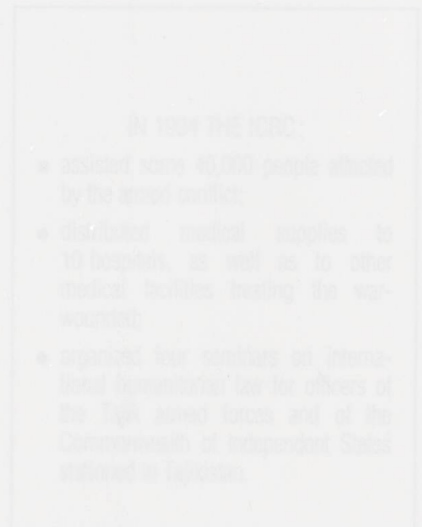 IN 1994 THE ICRC:
• assisted some 40,000 people affected
by the armed conflict;
• distributed medical supplies to
10 hospitals, as well as to other
medical facilities treating the war-
wounded;
• organized four seminars on interna-
tional humanitarian law for officers of
the Tajik armed forces and of the
Commonwealth of Independent States
stationed in Tajikistan.